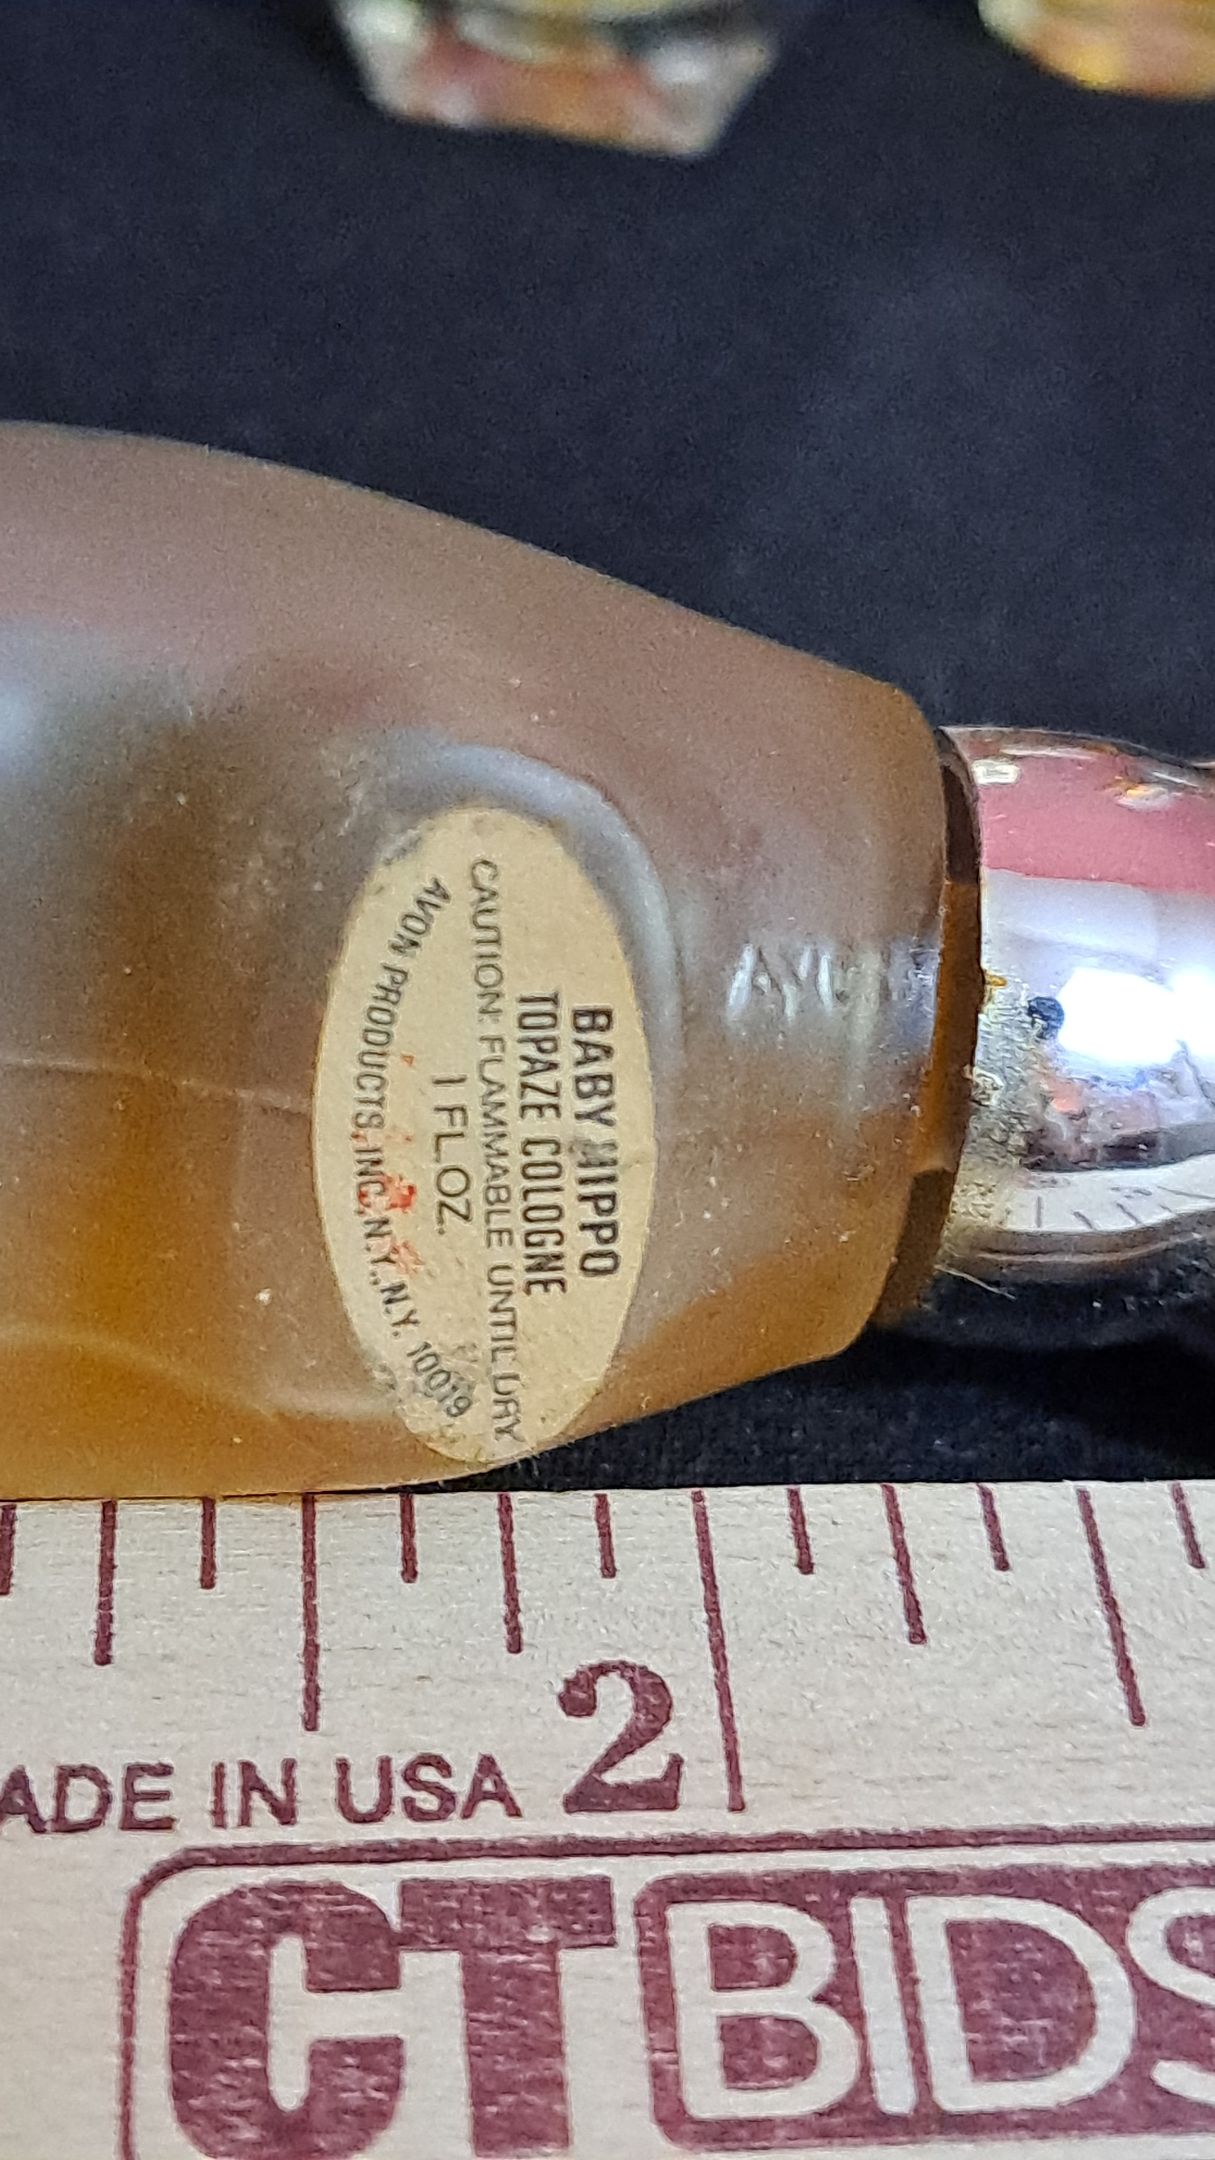 BABY HIPPO
TOPAZE COLOGNE
CAUTION: FLAMMABLE UNTIL DRY
1 FL.OZ.
AVON PRODUCTS, INC., N.Y., N.Y. 10019
AVON
ADE IN USA 2
CTBIDS